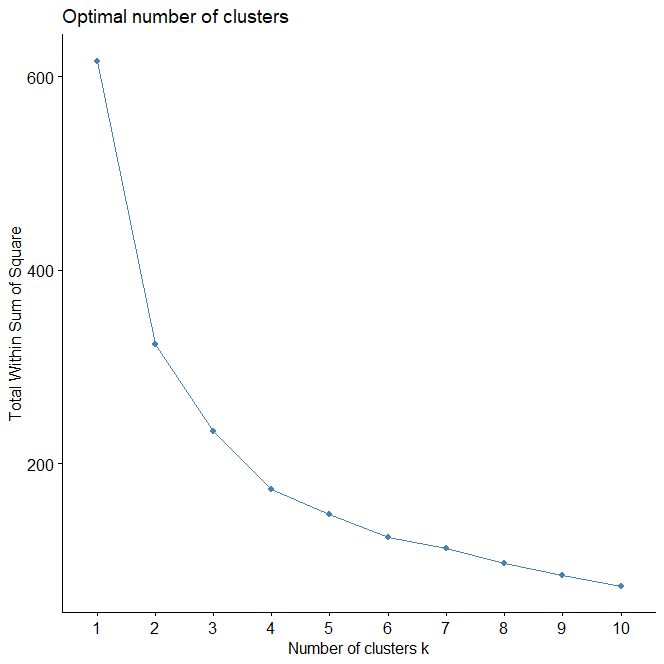 Optimal number of clusters
Total Within Sum of Square
600
400
200
1 2 3 4 5 6 7 8 9 10
Number of clusters k